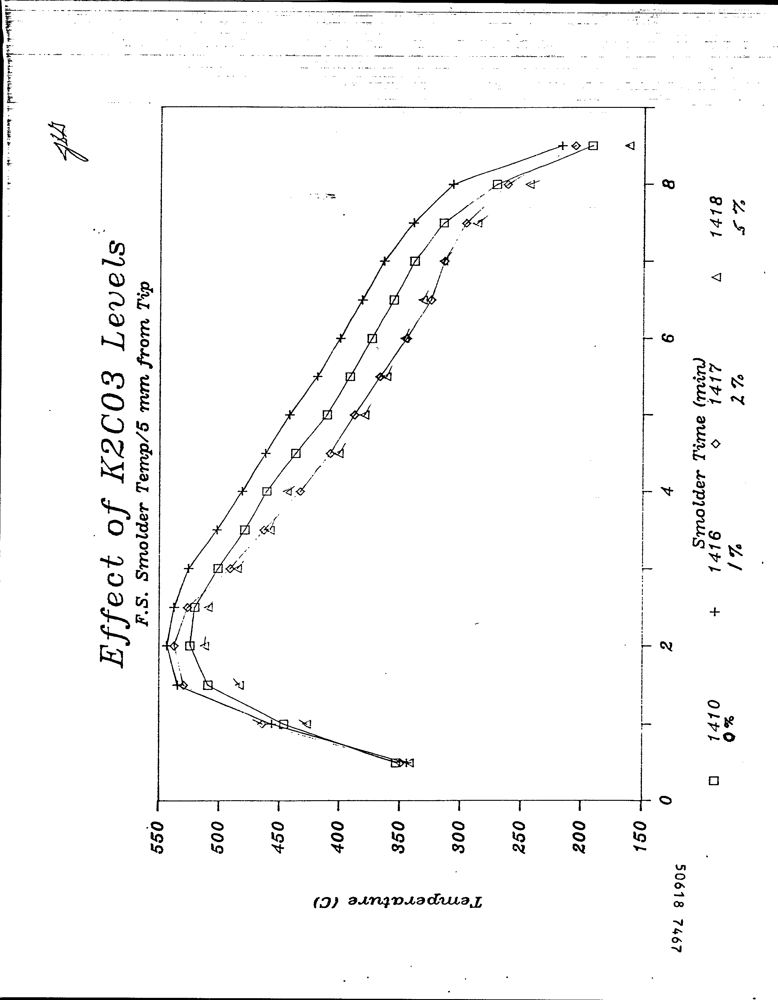 Effect of K2CO3 Levels
F.S. Smolder Temp/5 mm from Tip
550
500
450
400
350
300
250
200
150
Temperature (C)
0 2 4 6 8
Smolder Time (min)
□ 1410 + 1416 ◇ 1417 △ 1418
0% 1% 2% 5%
50618 7467